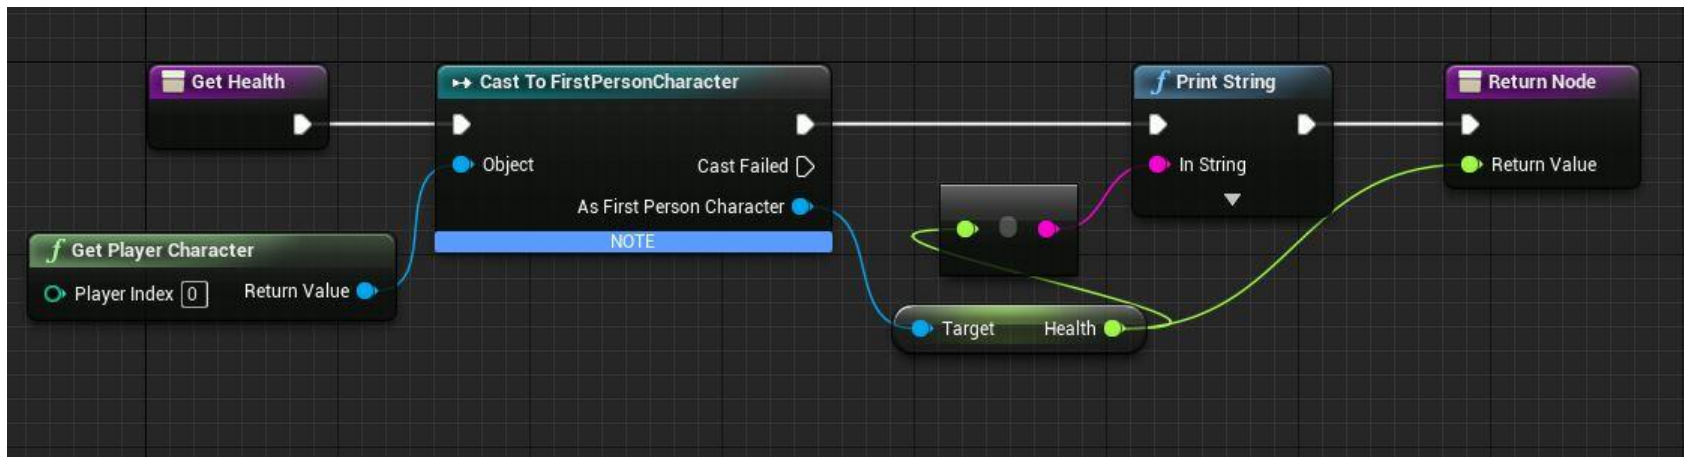 Get Health
Cast To FirstPersonCharacter
Object
Cast Failed
As First Person Character
NOTE
f Get Player Character
Player Index 0
Return Value
Target
Health
f Print String
In String
Return Node
Return Value